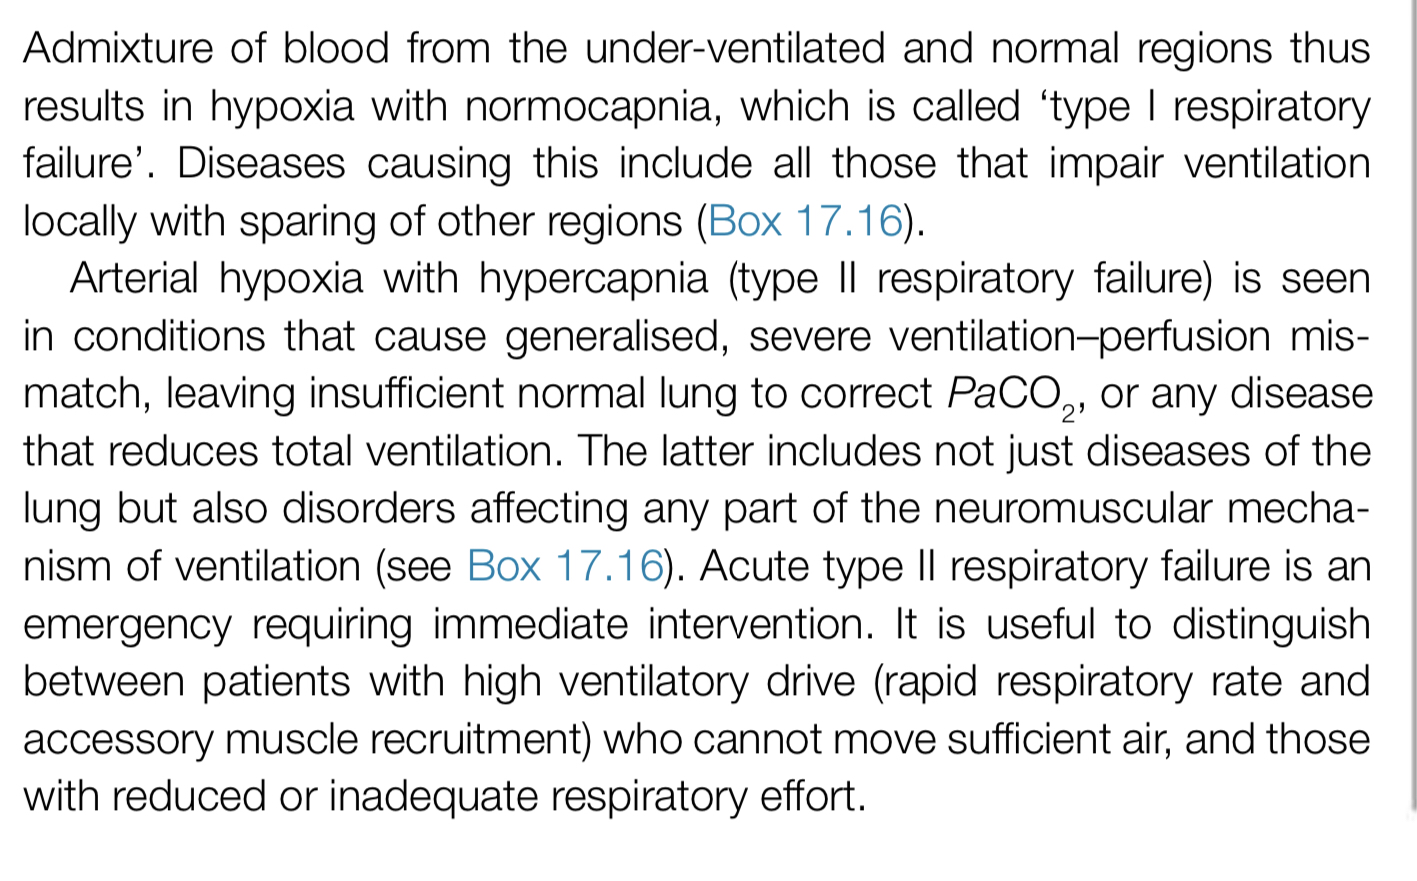 Admixture of blood from the under-ventilated and normal regions thus
results in hypoxia with normocapnia, which is called ‘type I respiratory
failure’. Diseases causing this include all those that impair ventilation
locally with sparing of other regions (Box 17.16).
Arterial hypoxia with hypercapnia (type II respiratory failure) is seen
in conditions that cause generalised, severe ventilation–perfusion mis-
match, leaving insufficient normal lung to correct PaCO₂, or any disease
that reduces total ventilation. The latter includes not just diseases of the
lung but also disorders affecting any part of the neuromuscular mecha-
nism of ventilation (see Box 17.16). Acute type II respiratory failure is an
emergency requiring immediate intervention. It is useful to distinguish
between patients with high ventilatory drive (rapid respiratory rate and
accessory muscle recruitment) who cannot move sufficient air, and those
with reduced or inadequate respiratory effort.